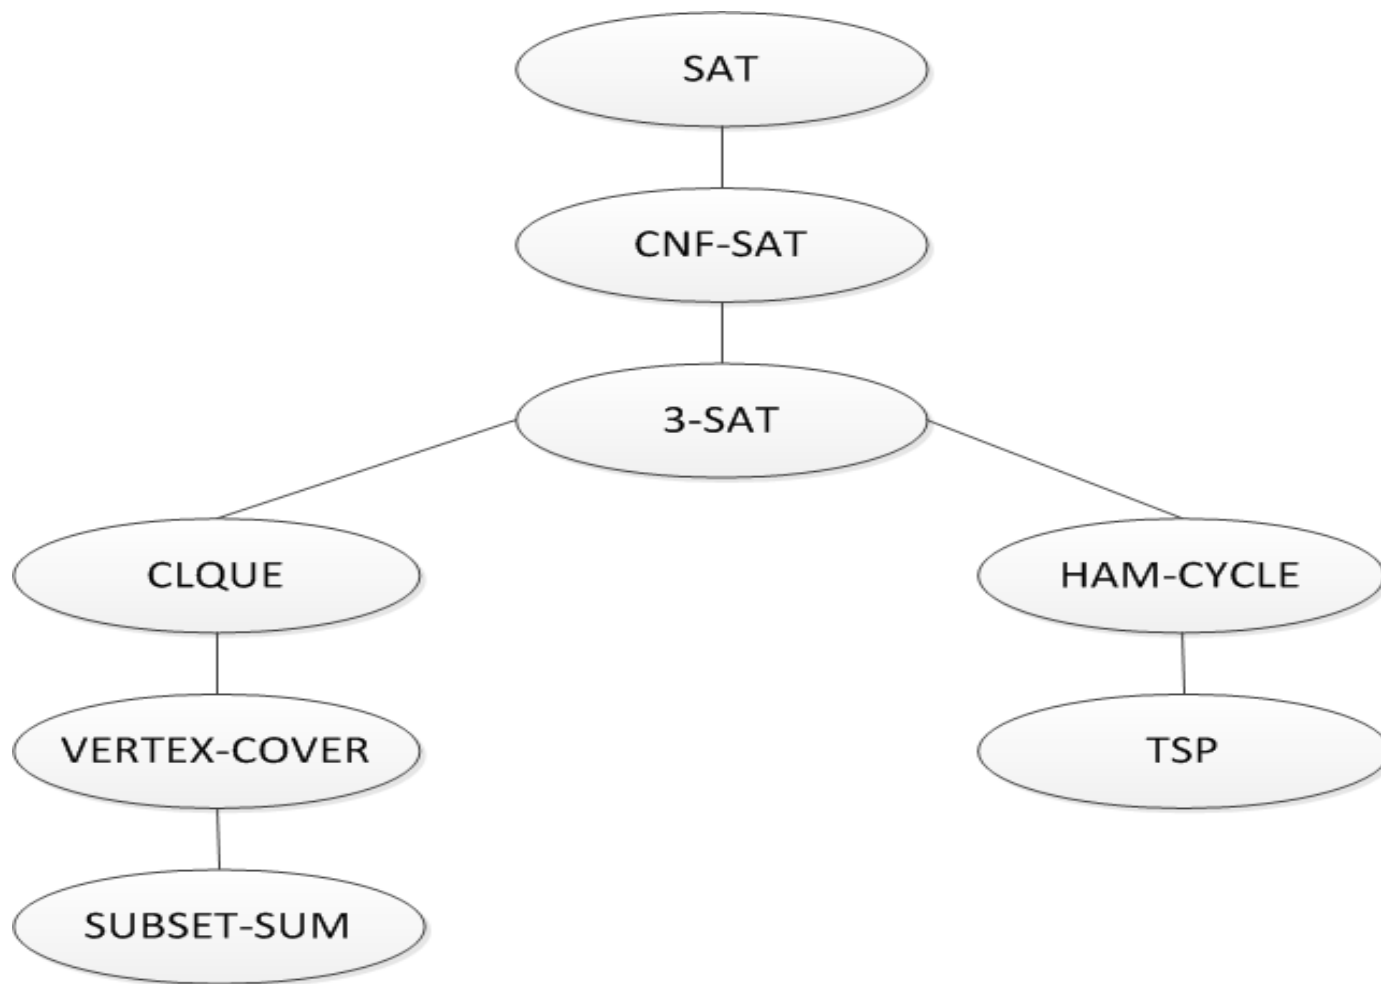 SAT
CNF-SAT
3-SAT
CLQUE
HAM-CYCLE
VERTEX-COVER
TSP
SUBSET-SUM